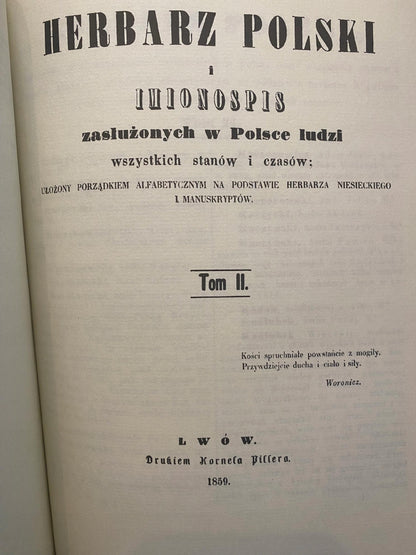 HERBARZ POLSKI
i
IMIONOSPIS
zasłużonych w Polsce ludzi
wszystkich stanów i czasów;
UŁOŻONY PORZĄDKIEM ALFABETYCZNYM NA PODSTAWIE HERBARZA NIESIECKIEGO
I MANUSKRYPTÓW.
Tom II.
Kości spruchniałe powstańcie z mogiły.
Przywdziejcie ducha i ciało i siły.
Woronicz.
LWÓW.
Drukiem Kornela Pillera.
1859.